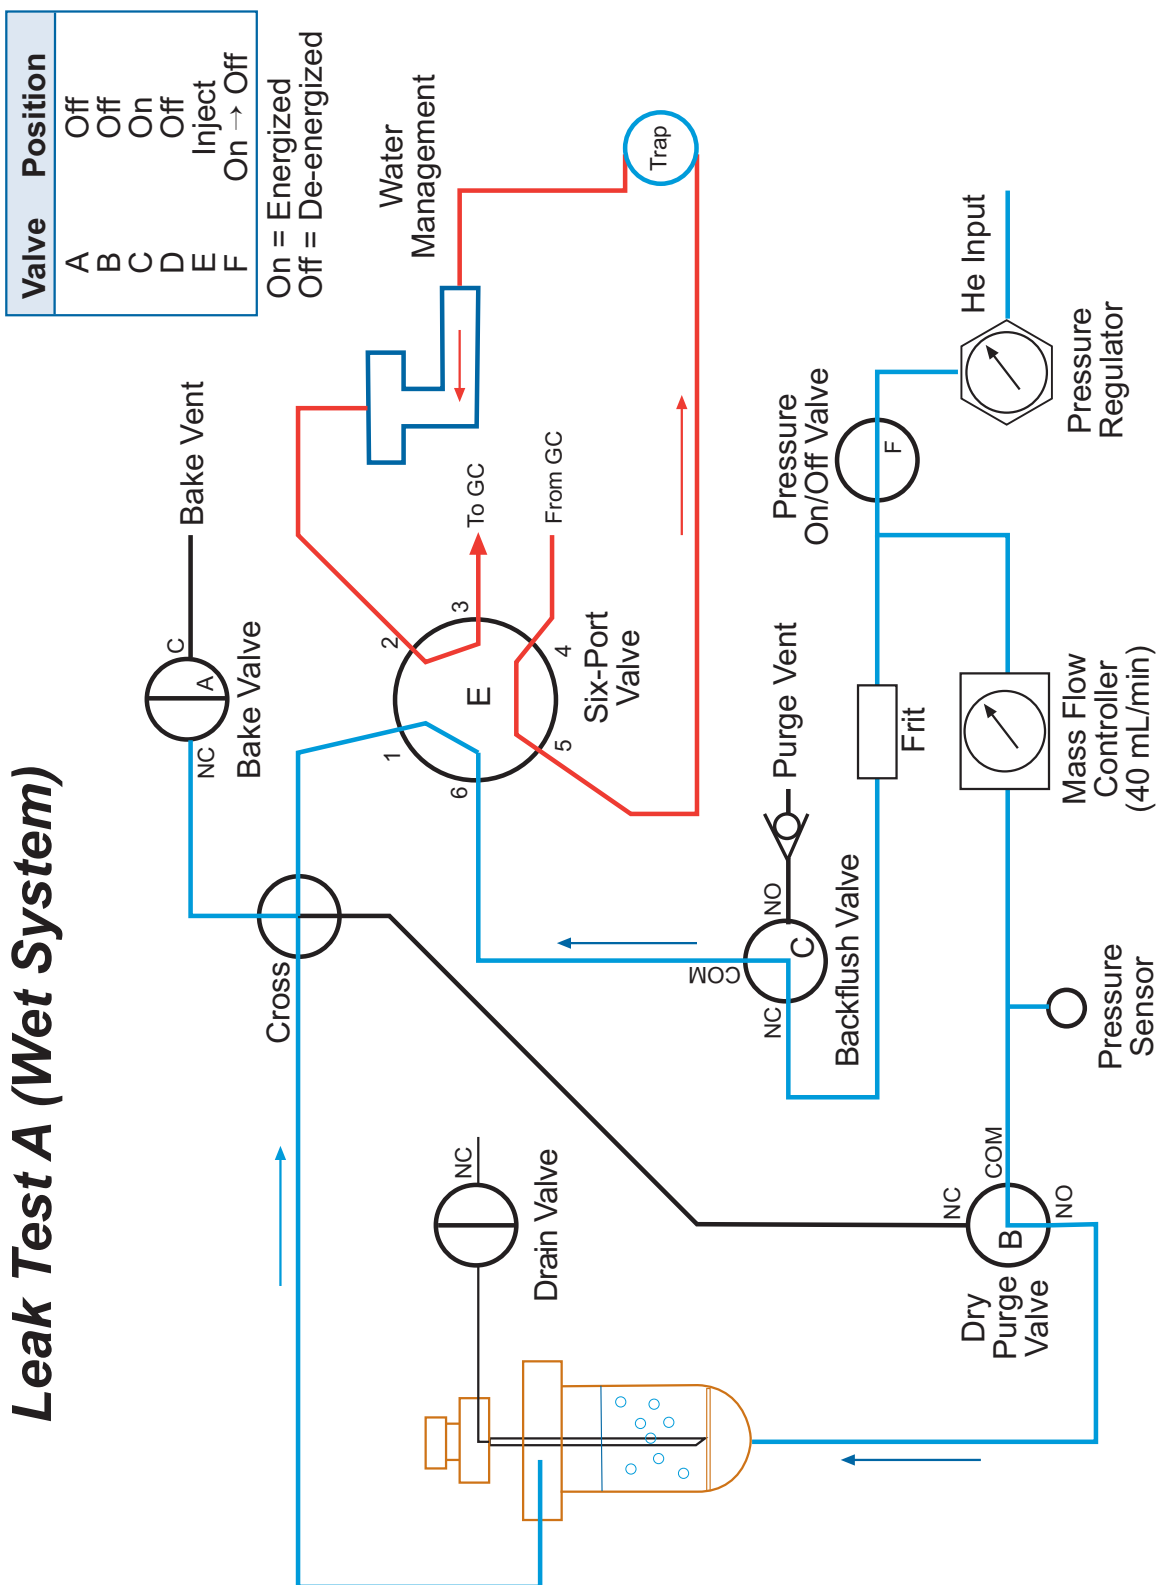 Leak Test A (Wet System)
Valve Position
A Off
B Off
C On
D Off
E Inject
F On → Off
On = Energized
Off = De-energized
Bake Vent
C
A
NC
Bake Valve
Water
Management
Trap
Cross
1
2
3
4
5
6
E
To GC
From GC
Six-Port
Valve
NC
Drain Valve
Purge Vent
NO
C
COM
NC
Backflush Valve
Pressure
On/Off Valve
F
He Input
Pressure
Regulator
Frit
Mass Flow
Controller
(40 mL/min)
Pressure
Sensor
NC
COM
B
NO
Dry
Purge
Valve